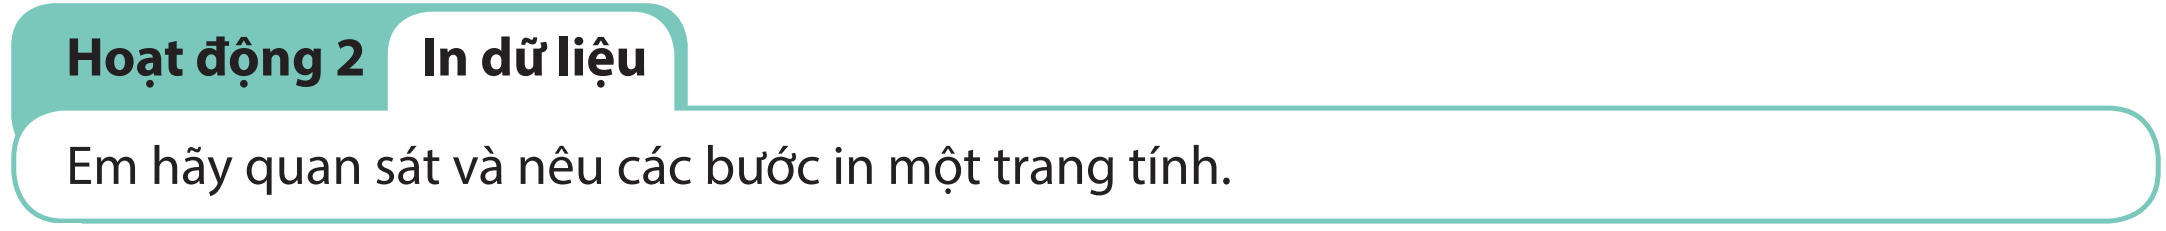 Hoạt động 2 In dữ liệu
Em hãy quan sát và nêu các bước in một trang tính.